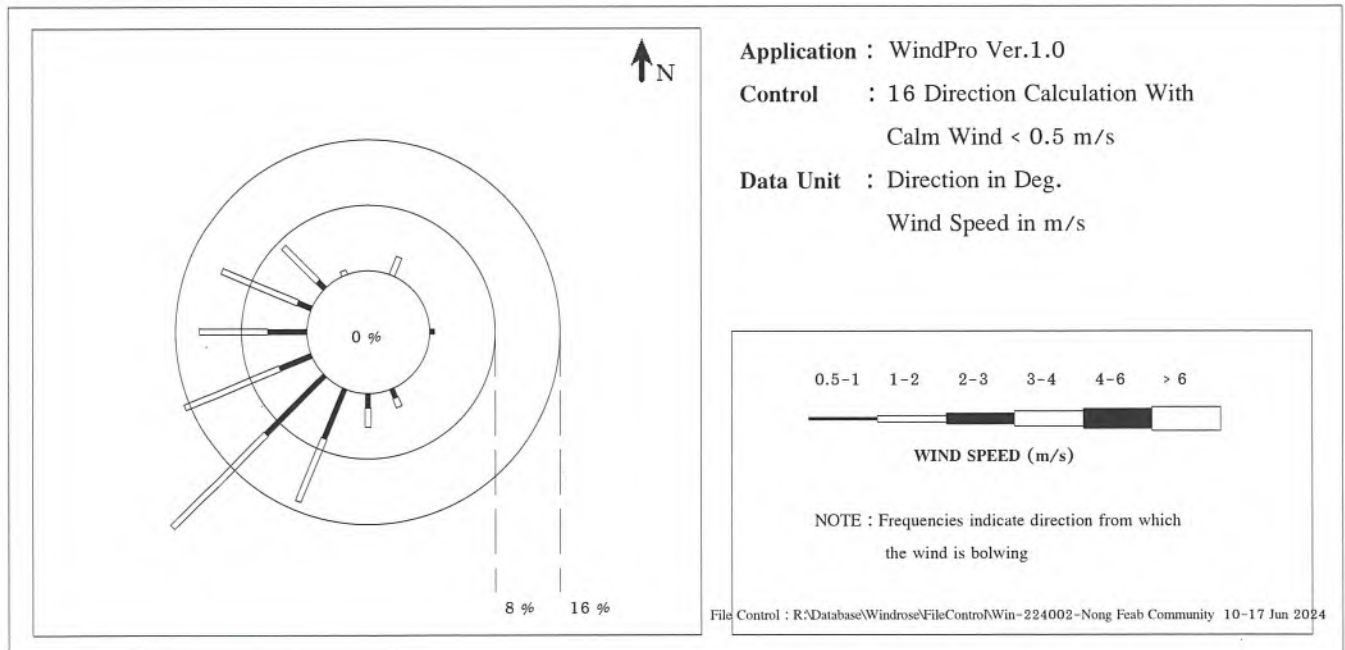 N
0 %
8 %
16 %
Application : WindPro Ver.1.0
Control : 16 Direction Calculation With
Calm Wind < 0.5 m/s
Data Unit : Direction in Deg.
Wind Speed in m/s
0.5-1 1-2 2-3 3-4 4-6 > 6
WIND SPEED (m/s)
NOTE : Frequencies indicate direction from which
the wind is bolwing
File Control : R:\Database\Windrose\FileControl\Win-224002-Nong Feab Community 10-17 Jun 2024